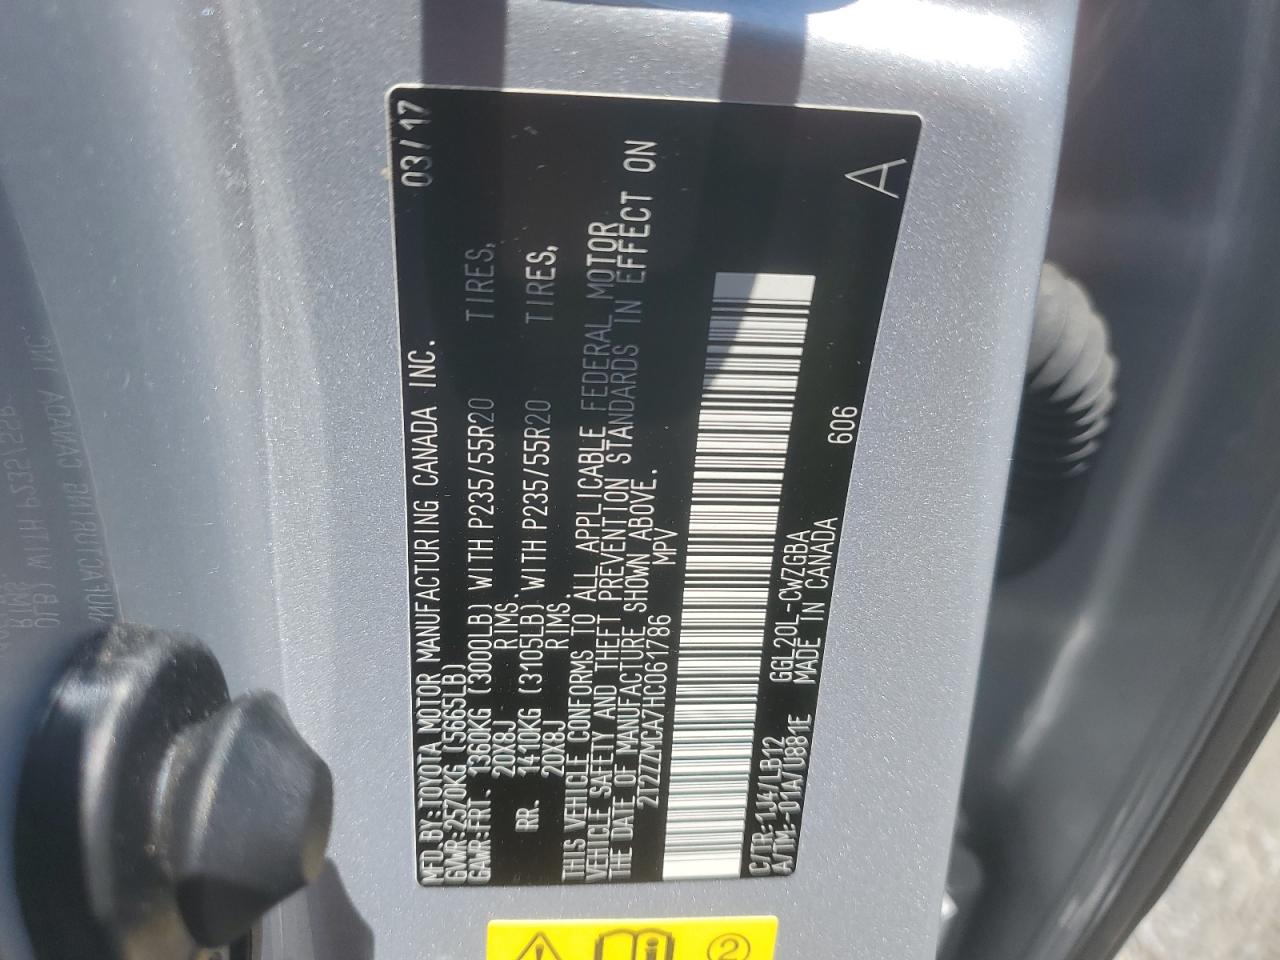 MFD.BY:TOYOTA MOTOR MANUFACTURING CANADA INC. 03/17
GVWR:2570KG (5665LB)
GAWR:FRT. 1360KG (3000LB) WITH P235/55R20 TIRES,
20X8J RIMS.
RR. 1410KG (3105LB) WITH P235/55R20 TIRES,
20X8J RIMS.
THIS VEHICLE CONFORMS TO ALL APPLICABLE FEDERAL MOTOR
VEHICLE SAFETY AND THEFT PREVENTION STANDARDS IN EFFECT ON
THE DATE OF MANUFACTURE SHOWN ABOVE.
2T2ZZMCA7HC061786 MPV
C/TR:1J4/LB12 GGL20L-CWZGBA 606
A/TM:-01A/U881E MADE IN CANADA
A
2